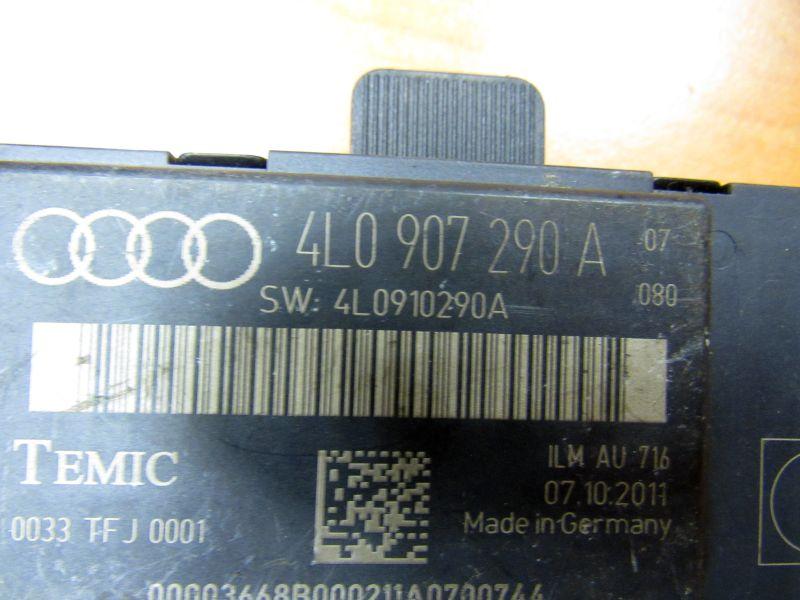 4L0 907 290 A 07
SW: 4L0910290A 080
TEMIC
ILM AU 716
07.10.2011
0033 TFJ 0001
Made in Germany
00003668B000211A0700744